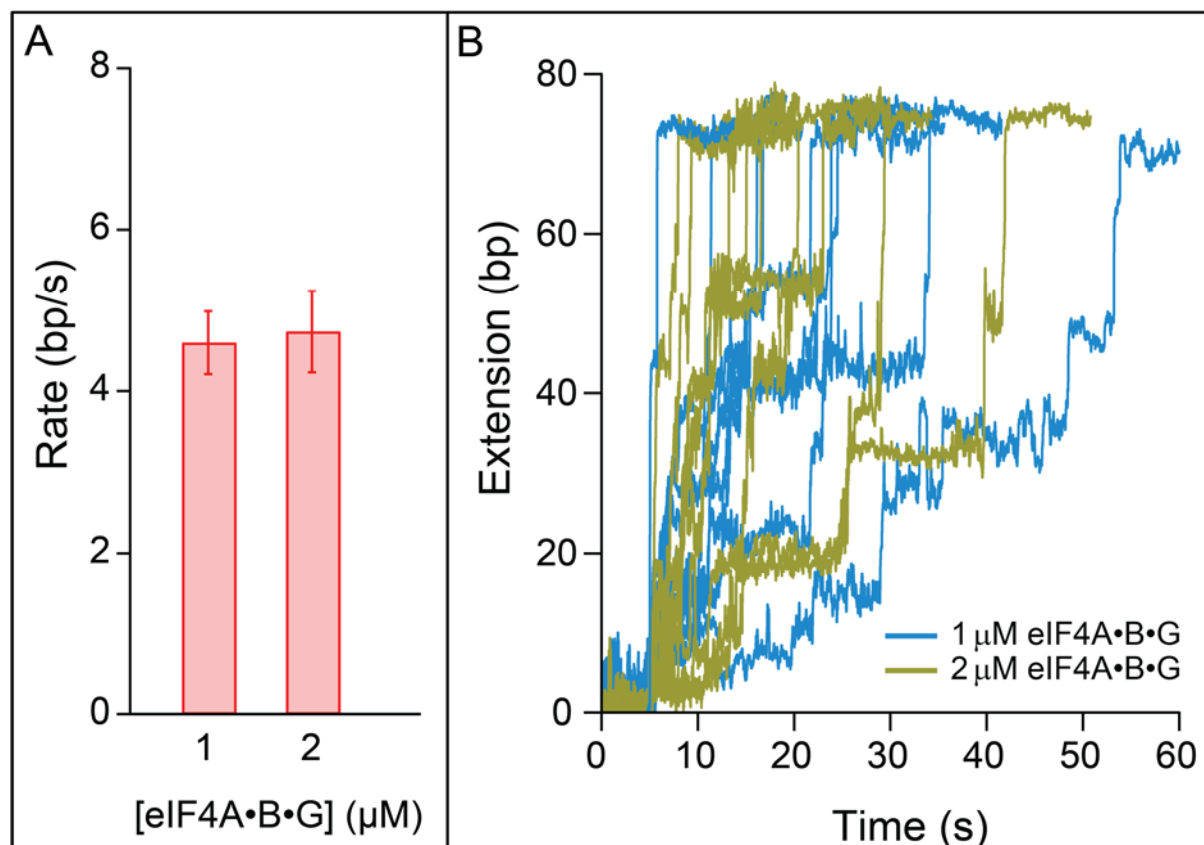 A
8
6
4
2
0
Rate (bp/s)
1 2
[eIF4A•B•G] (µM)
B
80
60
40
20
0
Extension (bp)
1 µM eIF4A•B•G
2 µM eIF4A•B•G
0 10 20 30 40 50 60
Time (s)